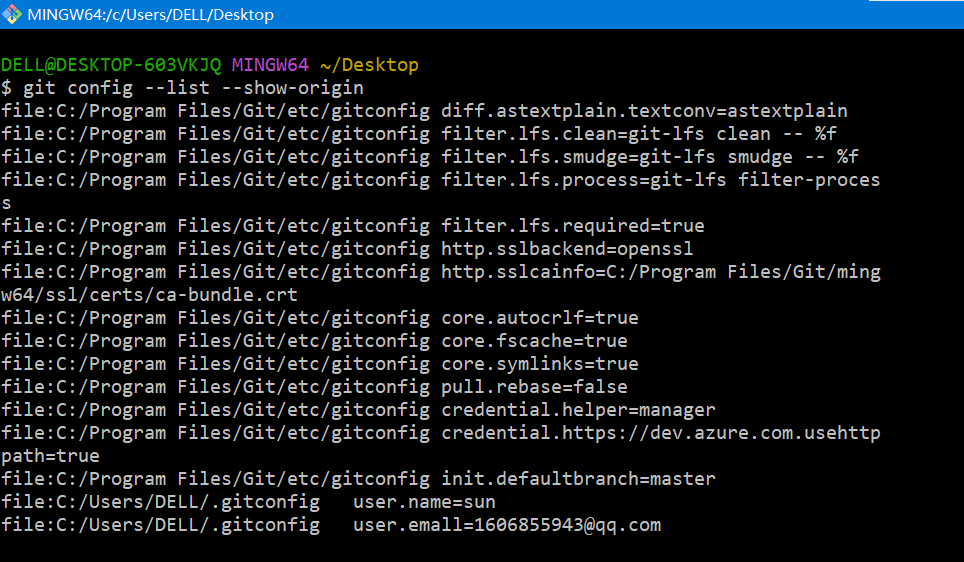 MINGW64:/c/Users/DELL/Desktop
DELL@DESKTOP-603VKJQ MINGW64 ~/Desktop
$ git config --list --show-origin
file:C:/Program Files/Git/etc/gitconfig diff.astextplain.textconv=astextplain
file:C:/Program Files/Git/etc/gitconfig filter.lfs.clean=git-lfs clean -- %f
file:C:/Program Files/Git/etc/gitconfig filter.lfs.smudge=git-lfs smudge -- %f
file:C:/Program Files/Git/etc/gitconfig filter.lfs.process=git-lfs filter-proces
s
file:C:/Program Files/Git/etc/gitconfig filter.lfs.required=true
file:C:/Program Files/Git/etc/gitconfig http.sslbackend=openssl
file:C:/Program Files/Git/etc/gitconfig http.sslcainfo=C:/Program Files/Git/ming
w64/ssl/certs/ca-bundle.crt
file:C:/Program Files/Git/etc/gitconfig core.autocrlf=true
file:C:/Program Files/Git/etc/gitconfig core.fscache=true
file:C:/Program Files/Git/etc/gitconfig core.symlinks=true
file:C:/Program Files/Git/etc/gitconfig pull.rebase=false
file:C:/Program Files/Git/etc/gitconfig credential.helper=manager
file:C:/Program Files/Git/etc/gitconfig credential.https://dev.azure.com.usehttp
path=true
file:C:/Program Files/Git/etc/gitconfig init.defaultbranch=master
file:C:/Users/DELL/.gitconfig   user.name=sun
file:C:/Users/DELL/.gitconfig   user.emall=1606855943@qq.com